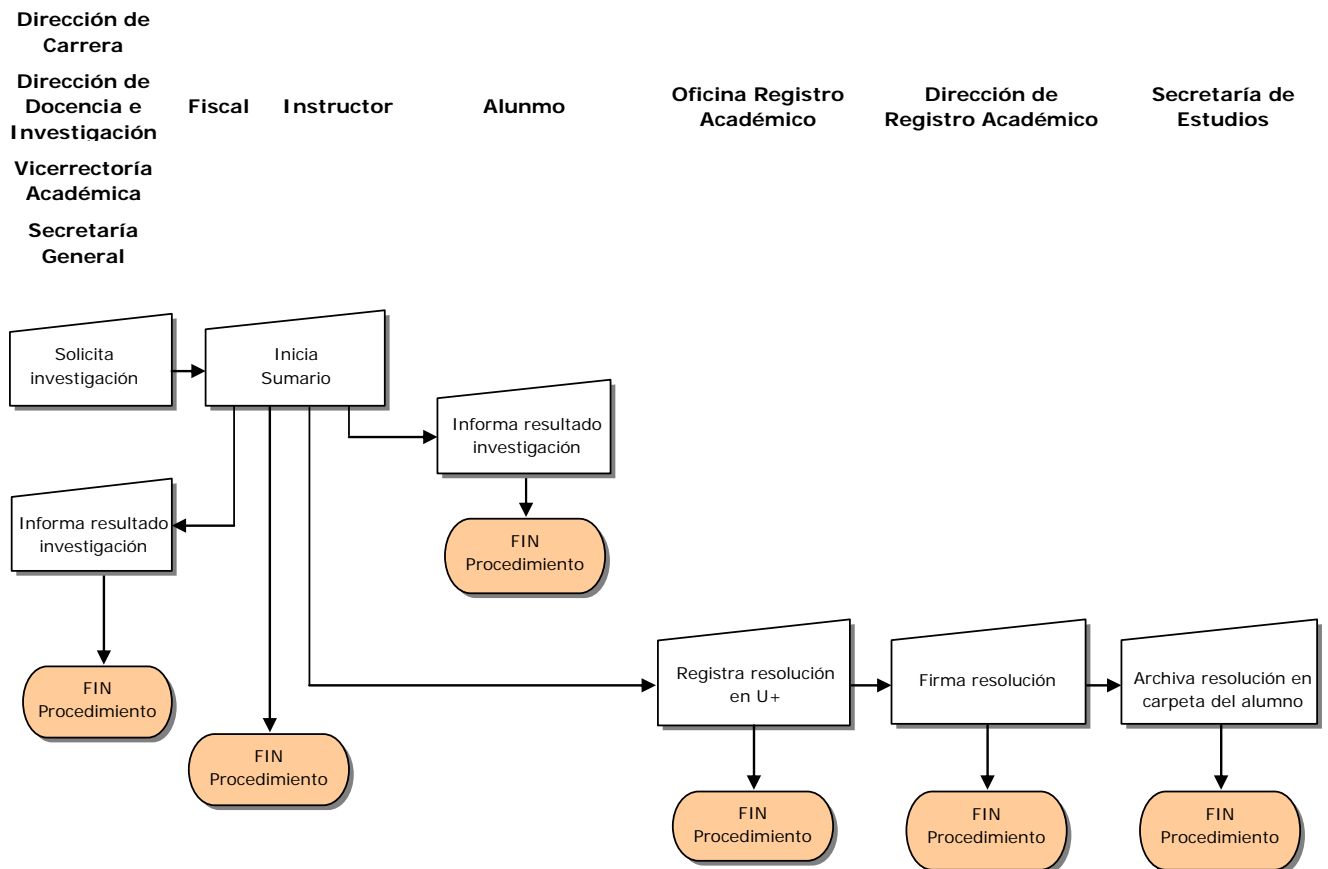 Dirección de
Carrera
Dirección de
Docencia e
Investigación
Vicerrectoría
Académica
Secretaría
General
Fiscal
Instructor
Alunmo
Oficina Registro
Académico
Dirección de
Registro Académico
Secretaría de
Estudios
Solicita
investigación
Inicia
Sumario
Informa resultado
investigación
Informa resultado
investigación
FIN
Procedimiento
FIN
Procedimiento
FIN
Procedimiento
Registra resolución
en U+
Firma resolución
Archiva resolución en
carpeta del alumno
FIN
Procedimiento
FIN
Procedimiento
FIN
Procedimiento